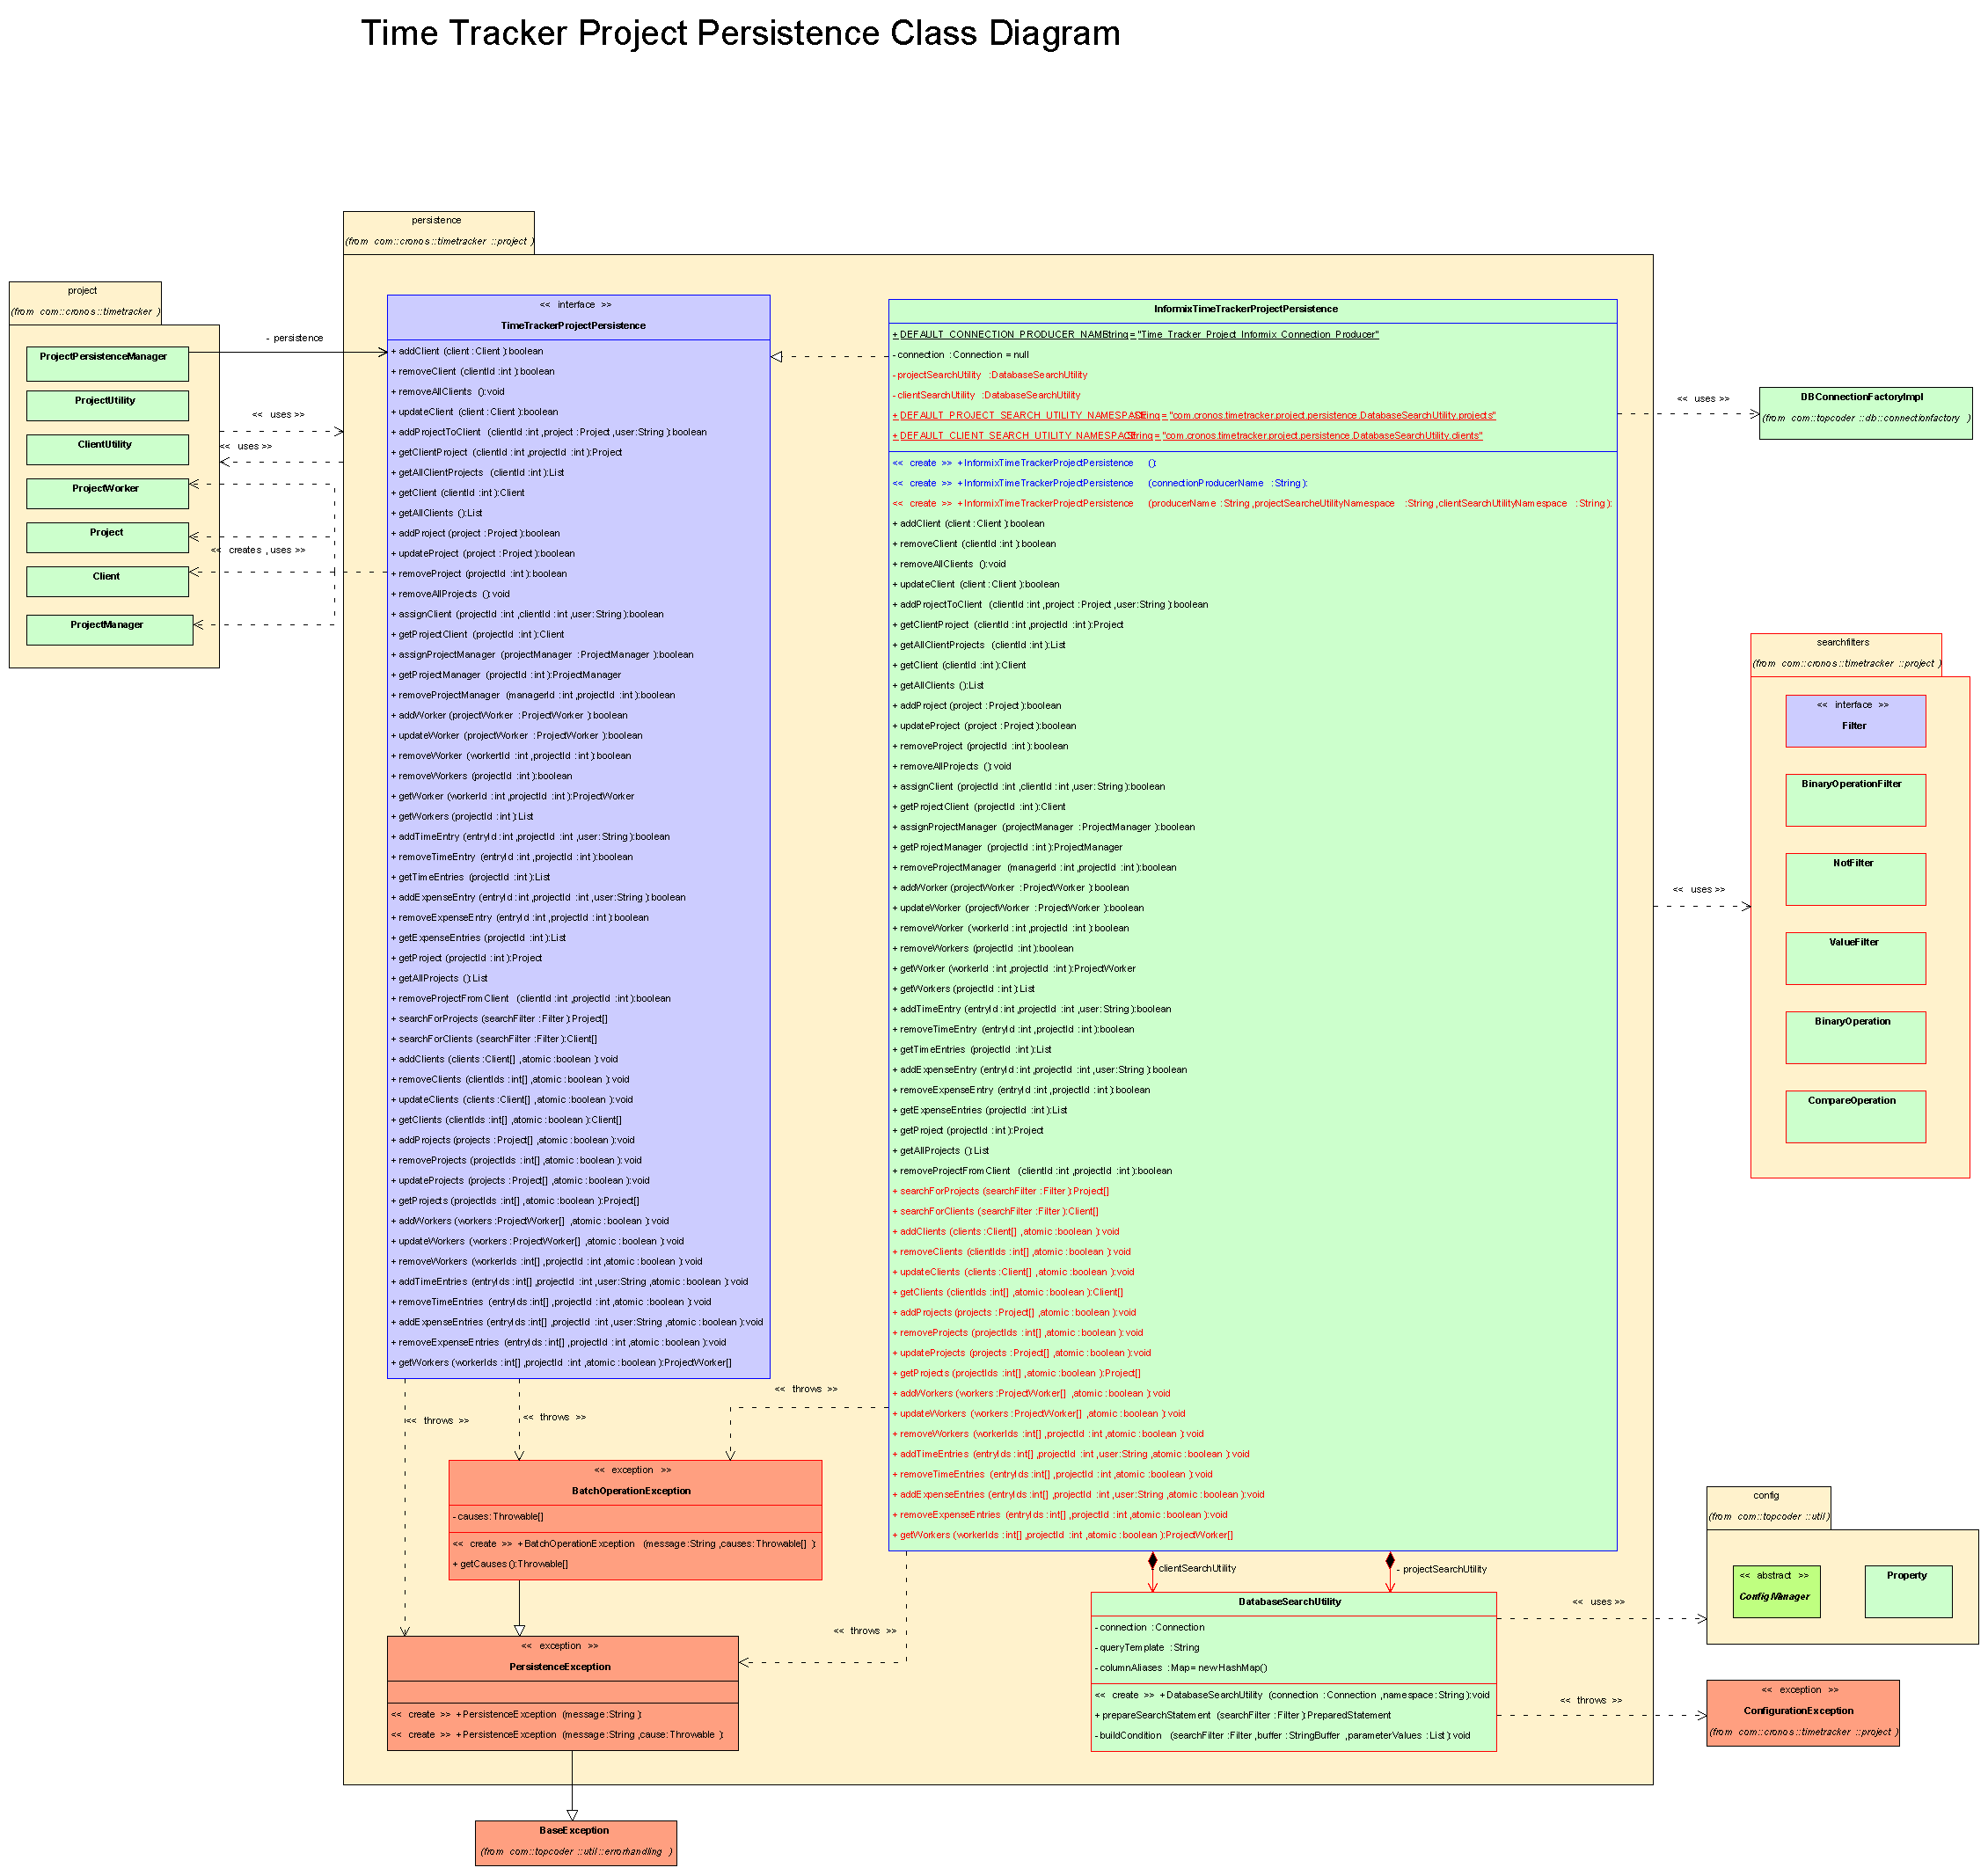 Time Tracker Project Persistence Class Diagram
persistence
(from com::cronos::timetracker::project)
project
(from com::cronos::timetracker)
ProjectPersistenceManager
ProjectUtility
ClientUtility
ProjectWorker
Project
Client
ProjectManager
- persistence
<< uses >>
<< uses >>
<< creates, uses >>
<< interface >>
TimeTrackerProjectPersistence
+ addClient (client : Client ):boolean
+ removeClient (clientId :int ):boolean
+ removeAllClients ():void
+ updateClient (client : Client ):boolean
+ addProjectToClient (clientId :int ,project : Project ,user:String ):boolean
+ getClientProject (clientId :int ,projectId :int ):Project
+ getAllClientProjects (clientId :int ):List
+ getClient (clientId :int ):Client
+ getAllClients ():List
+ addProject (project : Project ):boolean
+ updateProject (project : Project ):boolean
+ removeProject (projectId :int ):boolean
+ removeAllProjects ():void
+ assignClient (projectId :int ,clientId :int ,user:String ):boolean
+ getProjectClient (projectId :int ):Client
+ assignProjectManager (projectManager : ProjectManager ):boolean
+ getProjectManager (projectId :int ):ProjectManager
+ removeProjectManager (managerId :int ,projectId :int ):boolean
+ addWorker (projectWorker : ProjectWorker ):boolean
+ updateWorker (projectWorker : ProjectWorker ):boolean
+ removeWorker (workerId :int ,projectId :int ):boolean
+ removeWorkers (projectId :int ):boolean
+ getWorker (workerId :int ,projectId :int ):ProjectWorker
+ getWorkers (projectId :int ):List
+ addTimeEntry (entryId :int ,projectId :int ,user:String ):boolean
+ removeTimeEntry (entryId :int ,projectId :int ):boolean
+ getTimeEntries (projectId :int ):List
+ addExpenseEntry (entryId :int ,projectId :int ,user:String ):boolean
+ removeExpenseEntry (entryId :int ,projectId :int ):boolean
+ getExpenseEntries (projectId :int ):List
+ getProject (projectId :int ):Project
+ getAllProjects ():List
+ removeProjectFromClient (clientId :int ,projectId :int ):boolean
+ searchForProjects (searchFilter : Filter ):Project[]
+ searchForClients (searchFilter : Filter ):Client[]
+ addClients (clients : Client[] ,atomic : boolean ):void
+ removeClients (clientIds :int[] ,atomic : boolean ):void
+ updateClients (clients : Client[] ,atomic : boolean ):void
+ getClients (clientIds :int[] ,atomic : boolean ):Client[]
+ addProjects (projects : Project[] ,atomic : boolean ):void
+ removeProjects (projectIds :int[] ,atomic : boolean ):void
+ updateProjects (projects : Project[] ,atomic : boolean ):void
+ getProjects (projectIds :int[] ,atomic : boolean ):Project[]
+ addWorkers (workers : ProjectWorker[] ,atomic : boolean ):void
+ updateWorkers (workers : ProjectWorker[] ,atomic : boolean ):void
+ removeWorkers (workerIds :int[] ,projectId :int ,atomic : boolean ):void
+ addTimeEntries (entryIds :int[] ,projectId :int ,user:String ,atomic : boolean ):void
+ removeTimeEntries (entryIds :int[] ,projectId :int ,atomic : boolean ):void
+ addExpenseEntries (entryIds :int[] ,projectId :int ,user:String ,atomic : boolean ):void
+ removeExpenseEntries (entryIds :int[] ,projectId :int ,atomic : boolean ):void
+ getWorkers (workerIds :int[] ,projectId :int ,atomic : boolean ):ProjectWorker[]
InformixTimeTrackerProjectPersistence
+ DEFAULT_CONNECTION_PRODUCER_NAME:String = "Time_Tracker_Project_Informix_Connection_Producer"
- connection : Connection = null
- projectSearchUtility :DatabaseSearchUtility
- clientSearchUtility :DatabaseSearchUtility
+ DEFAULT_PROJECT_SEARCH_UTILITY_NAMESPACE:String = "com.cronos.timetracker.project.persistence.DatabaseSearchUtility.projects"
+ DEFAULT_CLIENT_SEARCH_UTILITY_NAMESPACE:String = "com.cronos.timetracker.project.persistence.DatabaseSearchUtility.clients"
<< create >> + InformixTimeTrackerProjectPersistence ():
<< create >> + InformixTimeTrackerProjectPersistence (connectionProducerName : String ):
<< create >> + InformixTimeTrackerProjectPersistence (producerName : String ,projectSearcheUtilityNamespace : String ,clientSearchUtilityNamespace : String ):
+ addClient (client : Client ):boolean
+ removeClient (clientId :int ):boolean
+ removeAllClients ():void
+ updateClient (client : Client ):boolean
+ addProjectToClient (clientId :int ,project : Project ,user:String ):boolean
+ getClientProject (clientId :int ,projectId :int ):Project
+ getAllClientProjects (clientId :int ):List
+ getClient (clientId :int ):Client
+ getAllClients ():List
+ addProject (project : Project ):boolean
+ updateProject (project : Project ):boolean
+ removeProject (projectId :int ):boolean
+ removeAllProjects ():void
+ assignClient (projectId :int ,clientId :int ,user:String ):boolean
+ getProjectClient (projectId :int ):Client
+ assignProjectManager (projectManager : ProjectManager ):boolean
+ getProjectManager (projectId :int ):ProjectManager
+ removeProjectManager (managerId :int ,projectId :int ):boolean
+ addWorker (projectWorker : ProjectWorker ):boolean
+ updateWorker (projectWorker : ProjectWorker ):boolean
+ removeWorker (workerId :int ,projectId :int ):boolean
+ removeWorkers (projectId :int ):boolean
+ getWorker (workerId :int ,projectId :int ):ProjectWorker
+ getWorkers (projectId :int ):List
+ addTimeEntry (entryId :int ,projectId :int ,user:String ):boolean
+ removeTimeEntry (entryId :int ,projectId :int ):boolean
+ getTimeEntries (projectId :int ):List
+ addExpenseEntry (entryId :int ,projectId :int ,user:String ):boolean
+ removeExpenseEntry (entryId :int ,projectId :int ):boolean
+ getExpenseEntries (projectId :int ):List
+ getProject (projectId :int ):Project
+ getAllProjects ():List
+ removeProjectFromClient (clientId :int ,projectId :int ):boolean
+ searchForProjects (searchFilter : Filter ):Project[]
+ searchForClients (searchFilter : Filter ):Client[]
+ addClients (clients : Client[] ,atomic : boolean ):void
+ removeClients (clientIds :int[] ,atomic : boolean ):void
+ updateClients (clients : Client[] ,atomic : boolean ):void
+ getClients (clientIds :int[] ,atomic : boolean ):Client[]
+ addProjects (projects : Project[] ,atomic : boolean ):void
+ removeProjects (projectIds :int[] ,atomic : boolean ):void
+ updateProjects (projects : Project[] ,atomic : boolean ):void
+ getProjects (projectIds :int[] ,atomic : boolean ):Project[]
+ addWorkers (workers : ProjectWorker[] ,atomic : boolean ):void
+ updateWorkers (workers : ProjectWorker[] ,atomic : boolean ):void
+ removeWorkers (workerIds :int[] ,projectId :int ,atomic : boolean ):void
+ addTimeEntries (entryIds :int[] ,projectId :int ,user:String ,atomic : boolean ):void
+ removeTimeEntries (entryIds :int[] ,projectId :int ,atomic : boolean ):void
+ addExpenseEntries (entryIds :int[] ,projectId :int ,user:String ,atomic : boolean ):void
+ removeExpenseEntries (entryIds :int[] ,projectId :int ,atomic : boolean ):void
+ getWorkers (workerIds :int[] ,projectId :int ,atomic : boolean ):ProjectWorker[]
<< uses >>
DBConnectionFactoryImpl
(from com::topcoder::db::connectionfactory )
searchfilters
(from com::cronos::timetracker::project )
<< interface >>
Filter
BinaryOperationFilter
NotFilter
ValueFilter
BinaryOperation
CompareOperation
<< uses >>
<< throws >>
<< throws >>
<< throws >>
<< exception >>
BatchOperationException
- causes : Throwable[]
<< create >> + BatchOperationException (message : String ,causes : Throwable[] ):
+ getCauses ():Throwable[]
<< throws >>
<< exception >>
PersistenceException
<< create >> + PersistenceException (message : String ):
<< create >> + PersistenceException (message : String ,cause : Throwable ):
BaseException
(from com::topcoder::util::errorhandling )
clientSearchUtility
- projectSearchUtility
DatabaseSearchUtility
- connection : Connection
- queryTemplate : String
- columnAliases : Map = new HashMap()
<< create >> + DatabaseSearchUtility (connection : Connection ,namespace : String ):void
+ prepareSearchStatement (searchFilter : Filter ):PreparedStatement
- buildCondition (searchFilter : Filter ,buffer : StringBuffer ,parameterValues : List ):void
<< uses >>
config
(from com::topcoder::util )
<< abstract >>
ConfigManager
Property
<< throws >>
<< exception >>
ConfigurationException
(from com::cronos::timetracker::project )